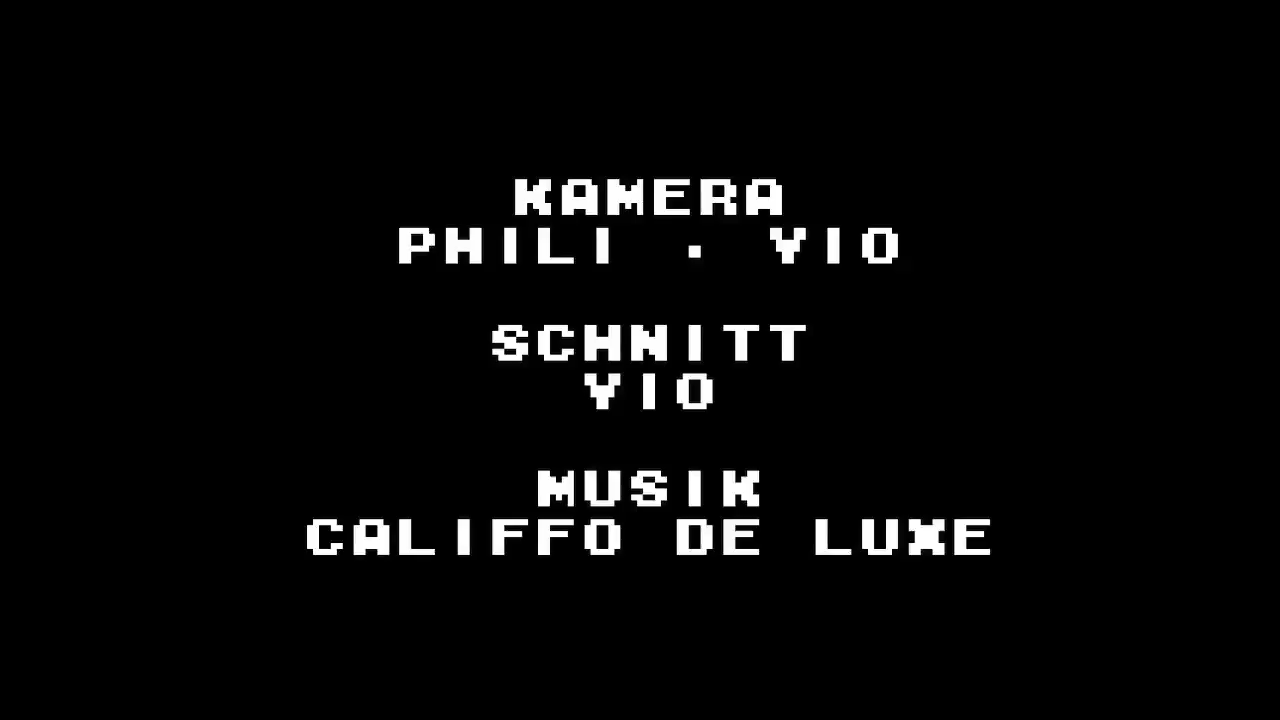 KAMERA
PHILI · VIO
SCHNITT
VIO
MUSIK
CALIFFO DE LUXE